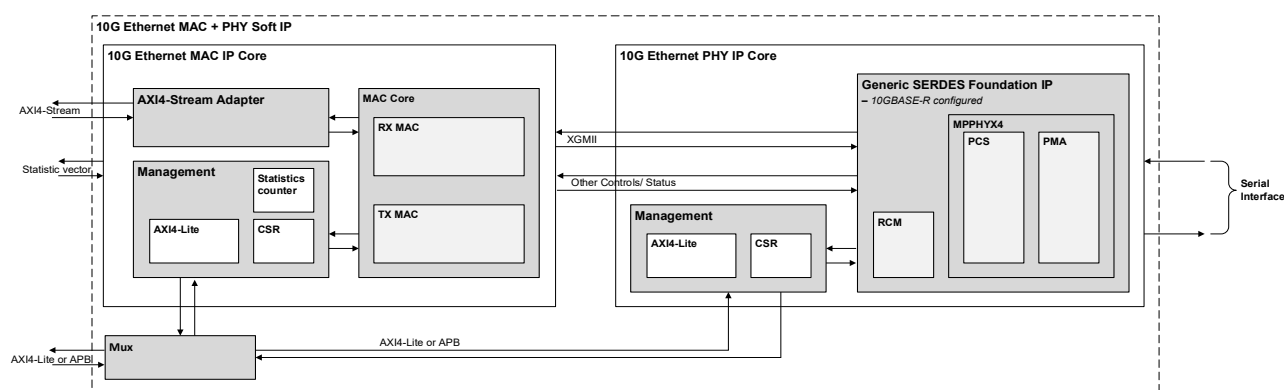 10G Ethernet MAC + PHY Soft IP
10G Ethernet MAC IP Core
AXI4-Stream Adapter
AXI4-Stream
MAC Core
RX MAC
TX MAC
Statistic vector
Management
Statistics
counter
AXI4-Lite
CSR
XGMII
Other Controls/ Status
10G Ethernet PHY IP Core
Generic SERDES Foundation IP
– 10GBASE-R configured
MPPHYX4
PCS
PMA
RCM
Management
AXI4-Lite
CSR
Serial
Interface
Mux
AXI4-Lite or APB
AXI4-Lite or APB